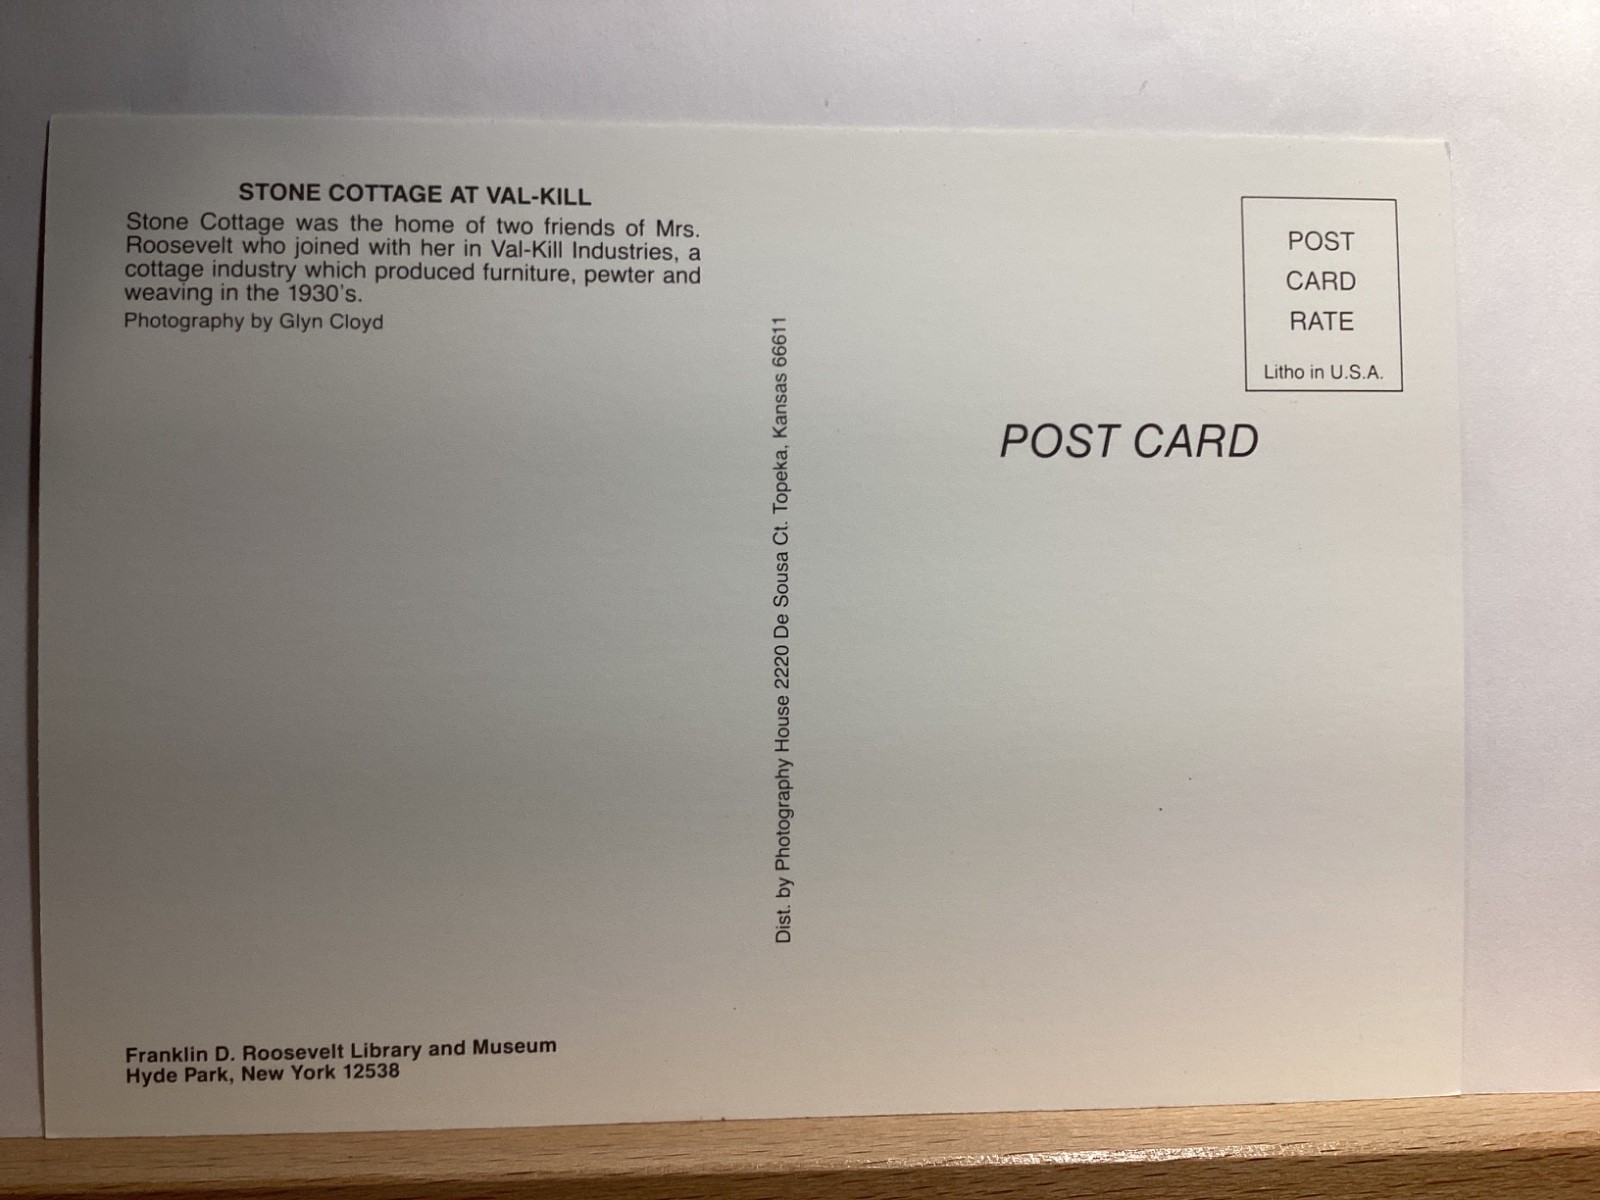 STONE COTTAGE AT VAL-KILL
Stone Cottage was the home of two friends of Mrs.
Roosevelt who joined with her in Val-Kill Industries, a
cottage industry which produced furniture, pewter and
weaving in the 1930's.
Photography by Glyn Cloyd
Franklin D. Roosevelt Library and Museum
Hyde Park, New York 12538
Dist. by Photography House 2220 De Sousa Ct. Topeka, Kansas 66611
POST
CARD
RATE
Litho in U.S.A.
POST CARD